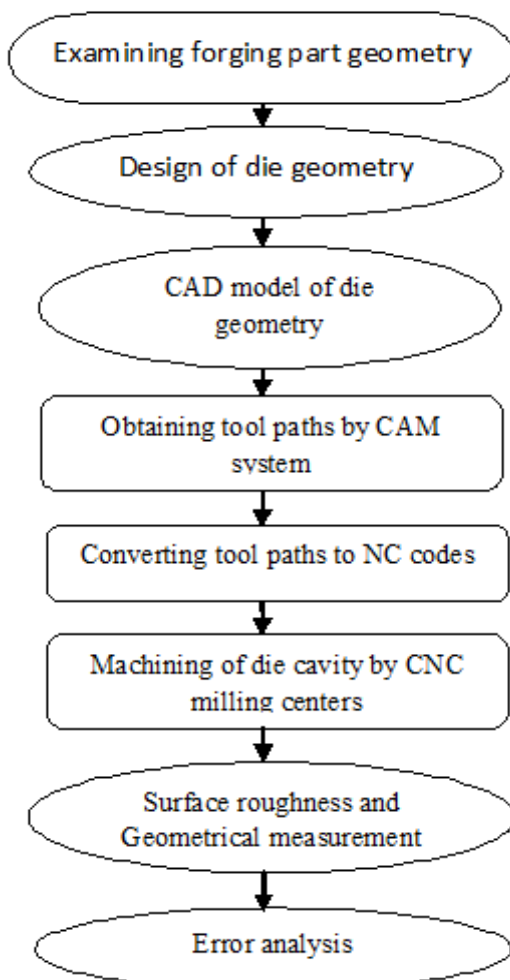 Examining forging part geometry
Design of die geometry
CAD model of die
geometry
Obtaining tool paths by CAM
system
Converting tool paths to NC codes
Machining of die cavity by CNC
milling centers
Surface roughness and
Geometrical measurement
Error analysis